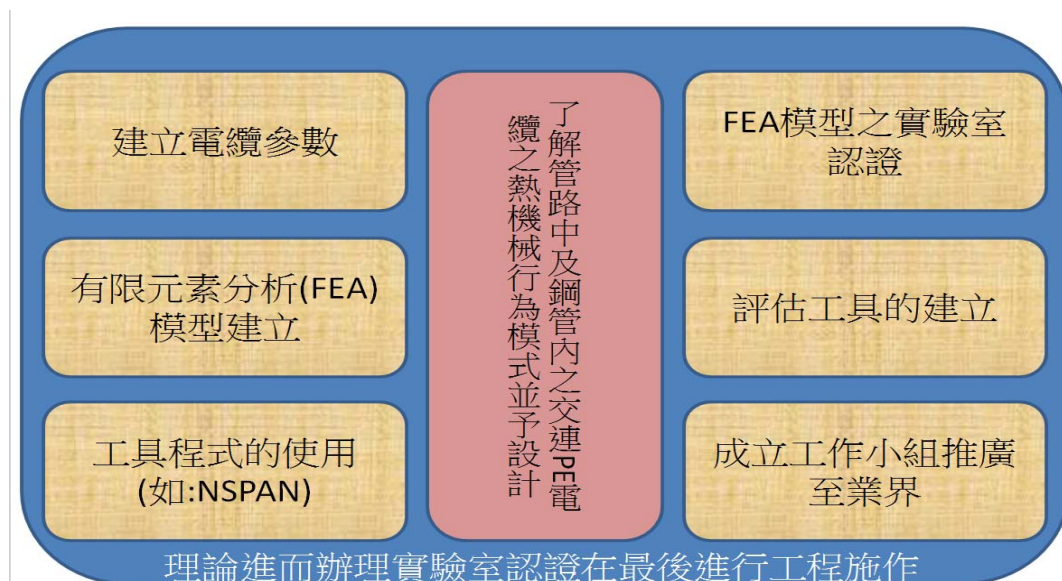 建立電纜參數
有限元素分析(FEA)
模型建立
工具程式的使用
(如:NSPAN)
了解管路中及鋼管內之交連PE電
纜之熱機械行為模式並予設計
FEA模型之實驗室
認證
評估工具的建立
成立工作小組推廣
至業界
理論進而辦理實驗室認證在最後進行工程施作